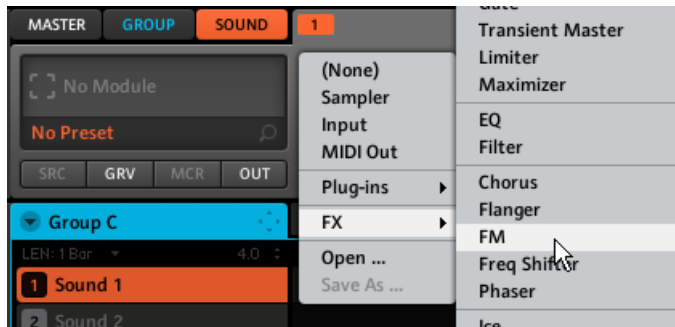 MASTER GROUP SOUND 1
No Module
No Preset
SRC GRV MCR OUT
Group C
LEN: 1 Bar 4.0
1 Sound 1
2 Sound 2
(None)
Sampler
Input
MIDI Out
Plug-ins
FX
Open ...
Save As ...
Gate
Transient Master
Limiter
Maximizer
EQ
Filter
Chorus
Flanger
FM
Freq Shifter
Phaser
Ice